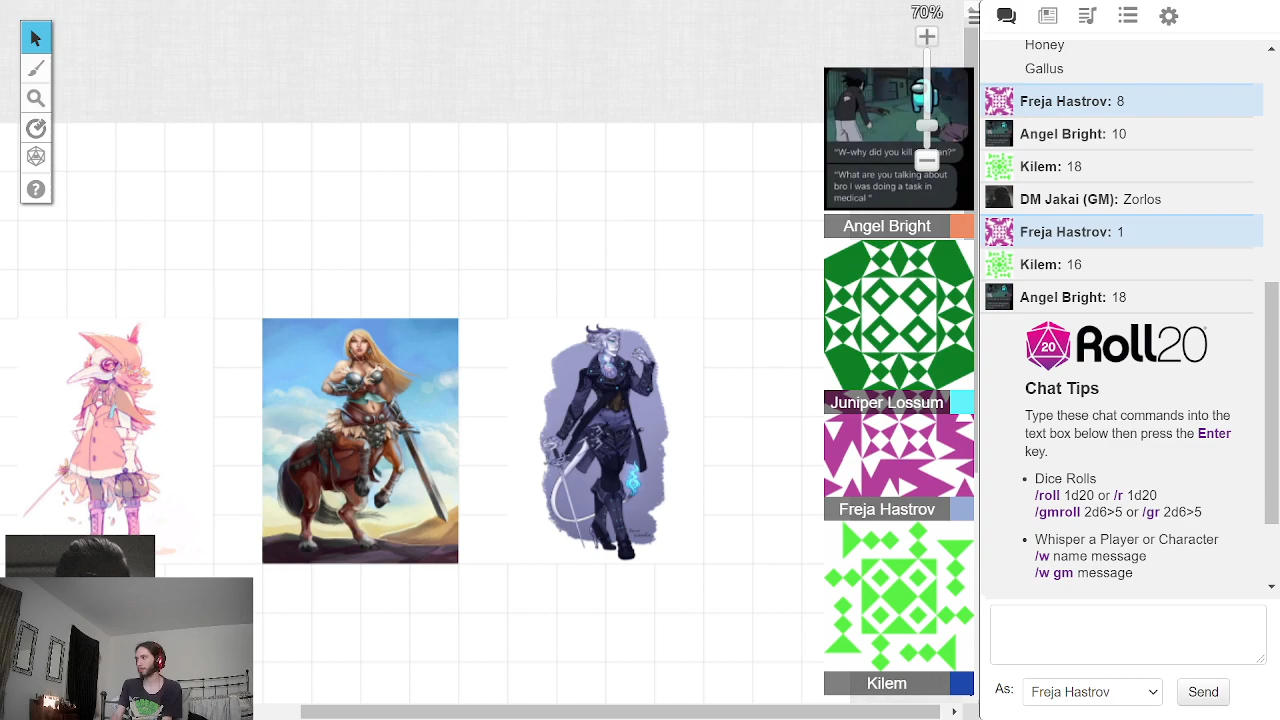 70%
"W-why did you kill
an?"
"What are you talking about
bro I was doing a task in
medical "
Angel Bright
Juniper Lossum
Freja Hastrov
Kilem
Honey
Gallus
Freja Hastrov: 8
Angel Bright: 10
Kilem: 18
DM Jakai (GM): Zorlos
Freja Hastrov: 1
Kilem: 16
Angel Bright: 18
20
Roll20
Chat Tips
Type these chat commands into the
text box below then press the Enter
key.
Dice Rolls
/roll 1d20 or /r 1d20
/gmroll 2d6>5 or /gr 2d6>5
Whisper a Player or Character
/w name message
/w gm message
As:
Freja Hastrov
Send